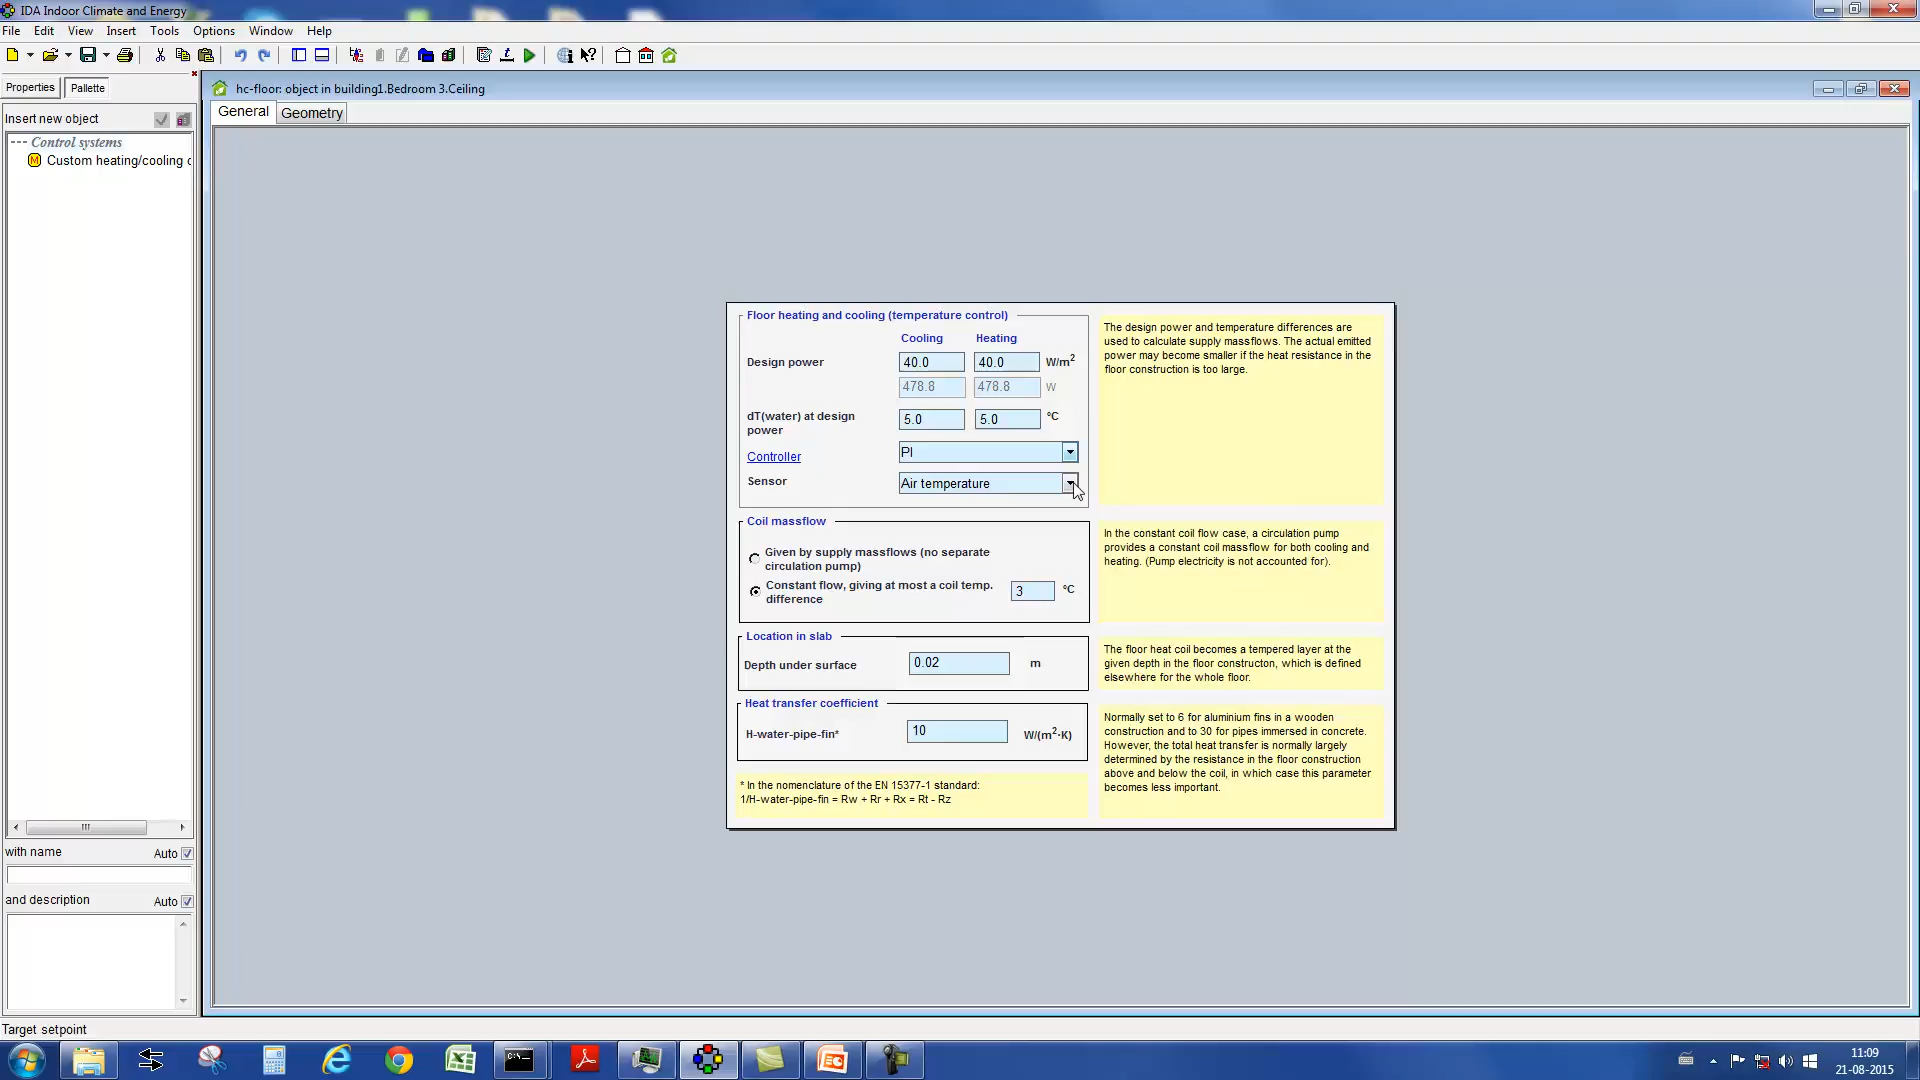 IDA Indoor Climate and Energy
File Edit View Insert Tools Options Window Help
Properties Pallette
Insert new object
--- Control systems
M Custom heating/cooling c
with name Auto
and description Auto
hc-floor: object in building1.Bedroom 3.Ceiling
General Geometry
Floor heating and cooling (temperature control)
Cooling Heating
Design power 40.0 40.0 W/m2
478.8 478.8 W
dT(water) at design
power
5.0 5.0 °C
Controller PI
Sensor Air temperature
The design power and temperature differences are
used to calculate supply massflows. The actual emitted
power may become smaller if the heat resistance in the
floor construction is too large.
Coil massflow
Given by supply massflows (no separate
circulation pump)
Constant flow, giving at most a coil temp.
difference
3 °C
In the constant coil flow case, a circulation pump
provides a constant coil massflow for both cooling and
heating. (Pump electricity is not accounted for).
Location in slab
Depth under surface 0.02 m
The floor heat coil becomes a tempered layer at the
given depth in the floor constructon, which is defined
elsewhere for the whole floor.
Heat transfer coefficient
H-water-pipe-fin* 10 W/(m2·K)
Normally set to 6 for aluminium fins in a wooden
construction and to 30 for pipes immersed in concrete.
However, the total heat transfer is normally largely
determined by the resistance in the floor construction
above and below the coil, in which case this parameter
becomes less important.
* In the nomenclature of the EN 15377-1 standard:
1/H-water-pipe-fin = Rw + Rr + Rx = Rt - Rz
Target setpoint
11:09
21-08-2015